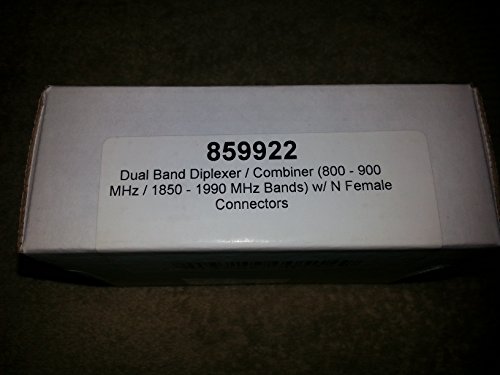 859922
Dual Band Diplexer / Combiner (800 - 900
MHz / 1850 - 1990 MHz Bands) w/ N Female
Connectors